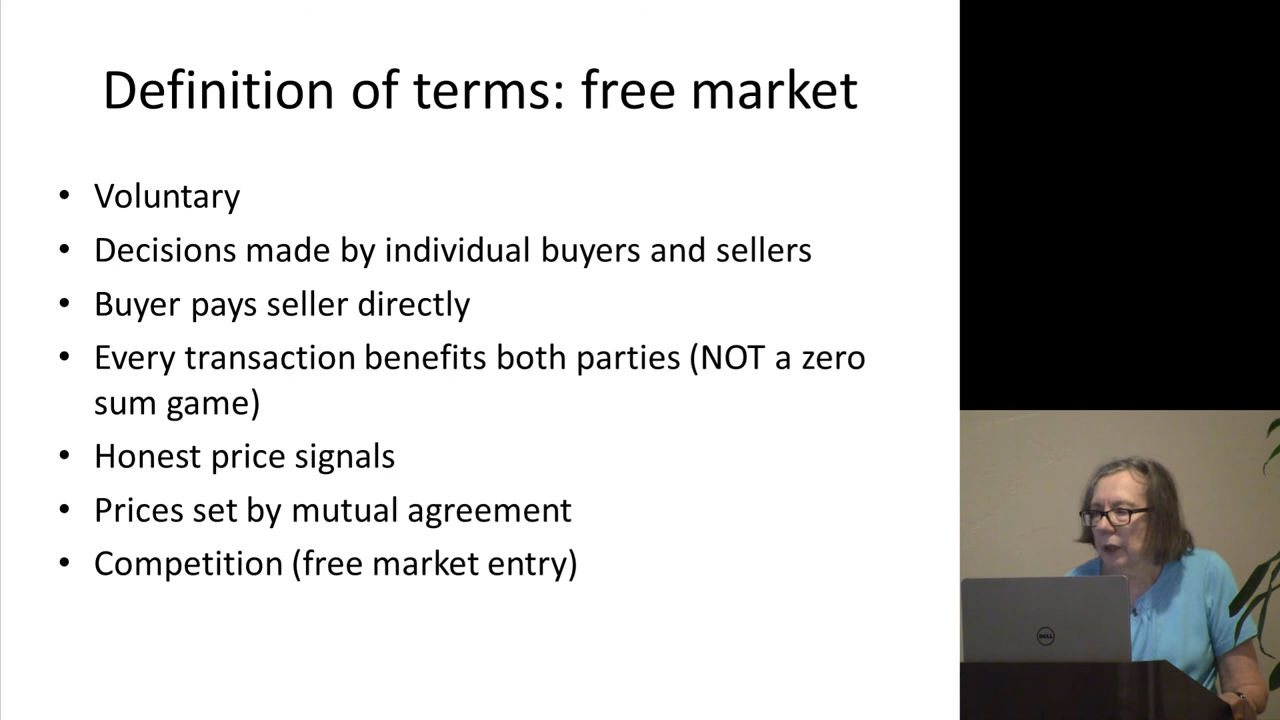 Definition of terms: free market
• Voluntary
• Decisions made by individual buyers and sellers
• Buyer pays seller directly
• Every transaction benefits both parties (NOT a zero
sum game)
• Honest price signals
• Prices set by mutual agreement
• Competition (free market entry)
DELL